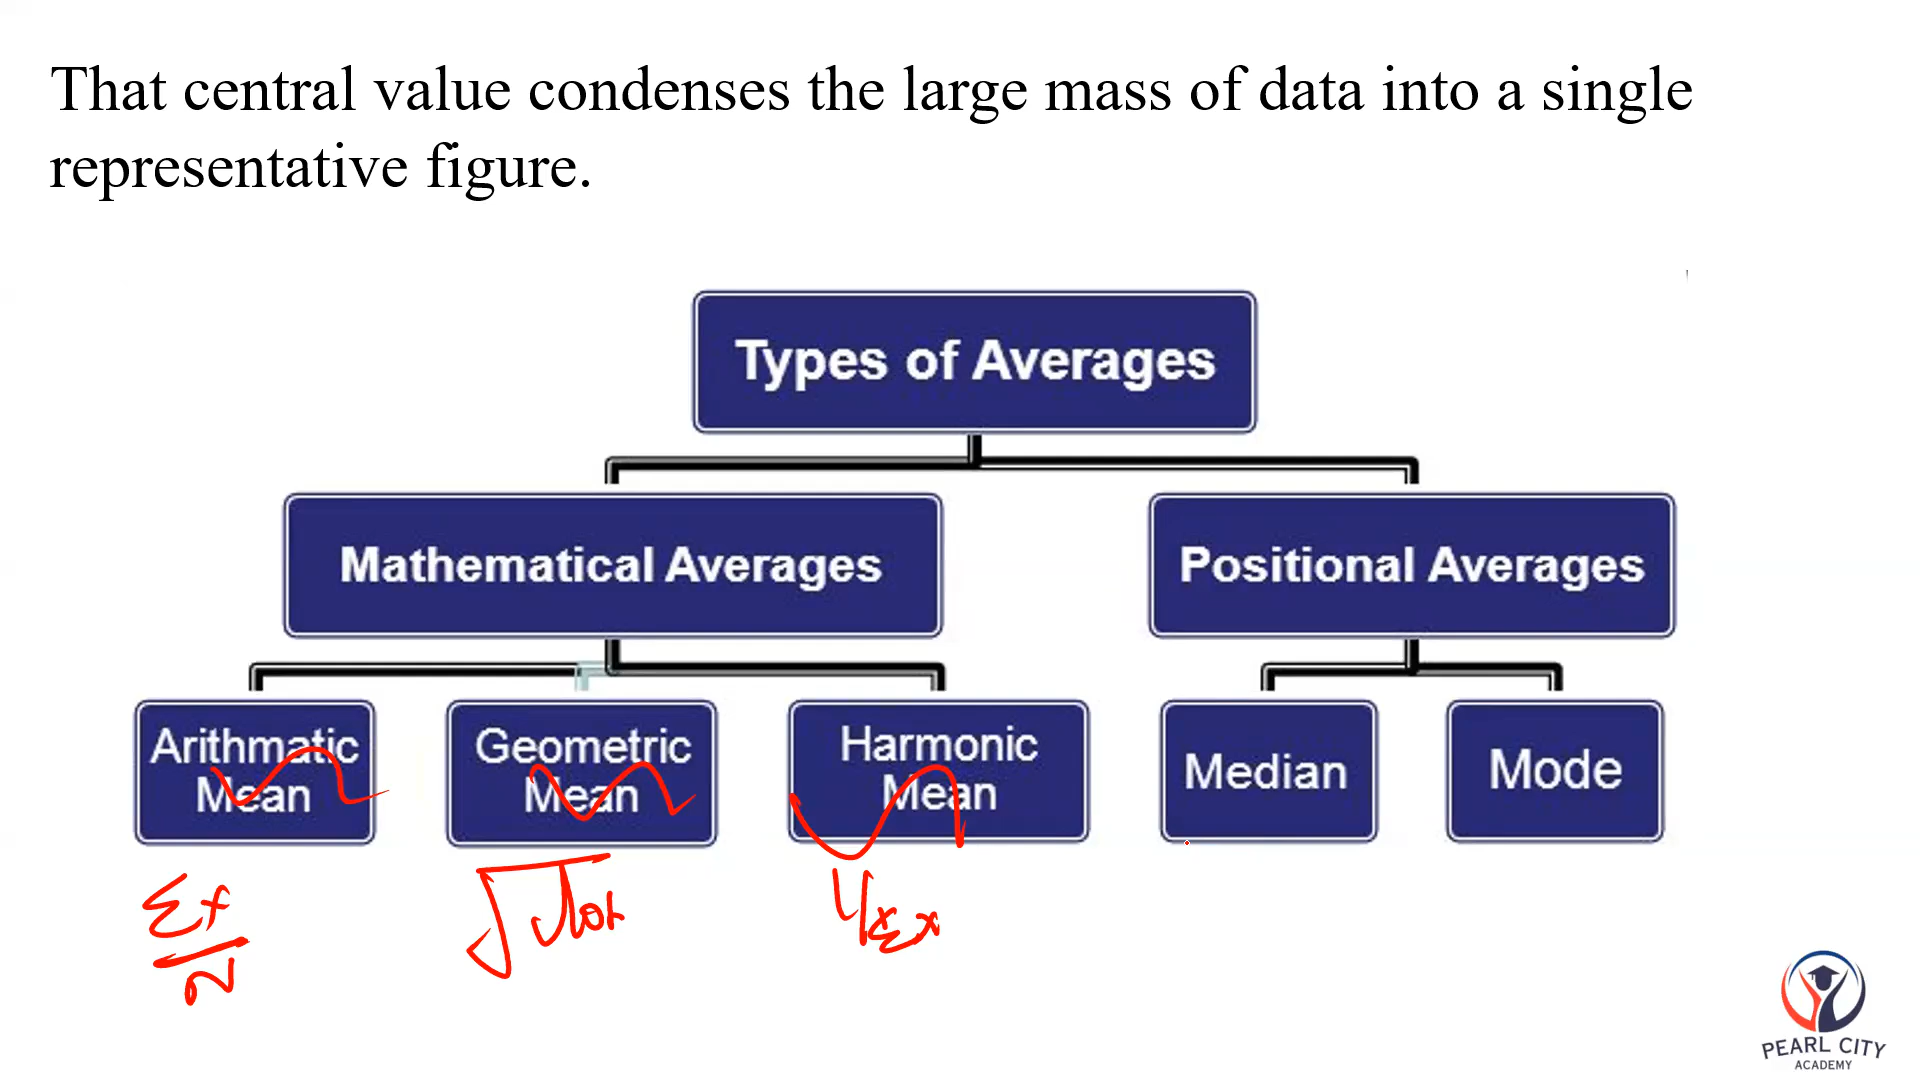 That central value condenses the large mass of data into a single
representative figure.
Types of Averages
Mathematical Averages
Positional Averages
Arithmatic
Mean
Geometric
Mean
Harmonic
Mean
Median
Mode
Σx
n
PEARL CITY
ACADEMY